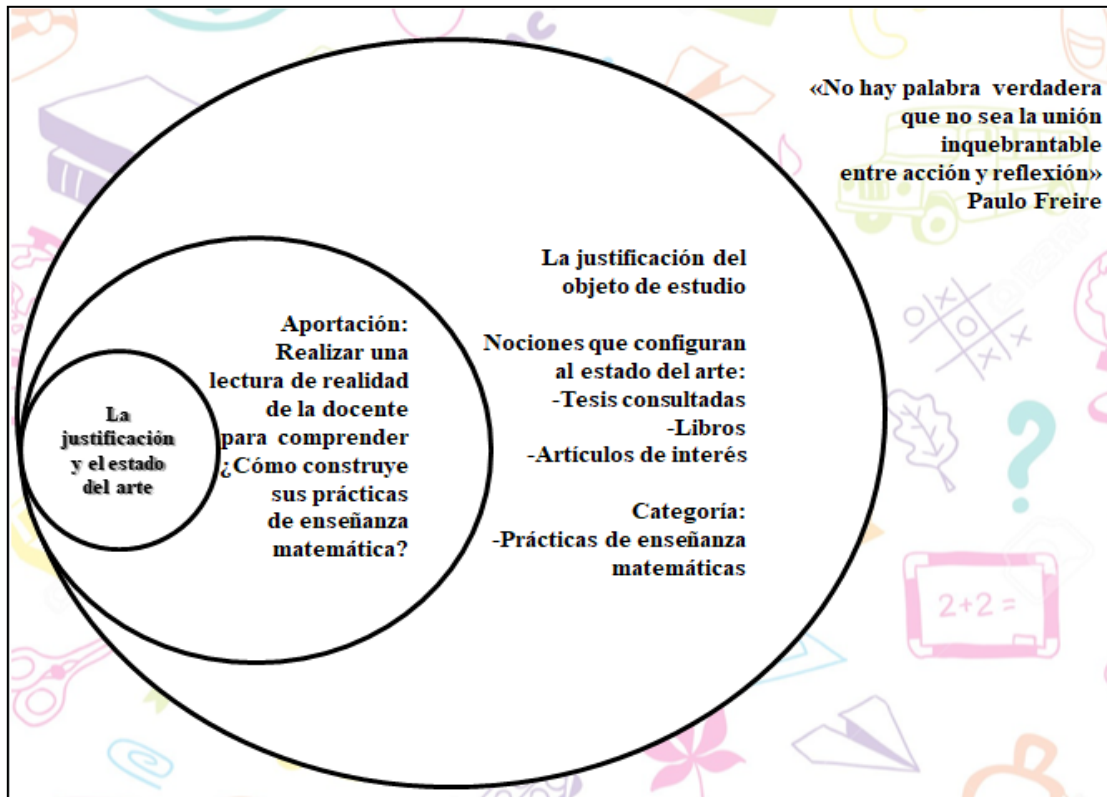 «No hay palabra verdadera
que no sea la unión
inquebrantable
entre acción y reflexión»
Paulo Freire
La justificación del
objeto de estudio
Nociones que configuran
al estado del arte:
-Tesis consultadas
-Libros
-Artículos de interés
Categoría:
-Prácticas de enseñanza
matemáticas
Aportación:
Realizar una
lectura de realidad
de la docente
para comprender
¿Cómo construye
sus prácticas
de enseñanza
matemática?
La
justificación
y el estado
del arte
2+2 =